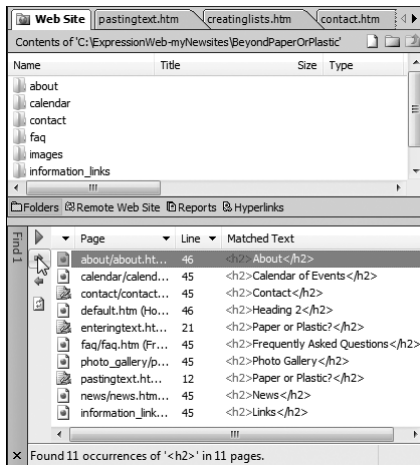 Web Site pastingtext.htm creatinglists.htm contact.htm
Contents of 'C:\ExpressionWeb-myNewsites\BeyondPaperOrPlastic'
Name Title Size Type
about
calendar
contact
faq
images
information_links
Folders Remote Web Site Reports Hyperlinks
Find 1
Page Line Matched Text
about/about.ht... 46 <h2>About</h2>
calendar/calend... 45 <h2>Calendar of Events</h2>
contact/contact... 45 <h2>Contact</h2>
default.htm (Ho... 46 <h2>Heading 2</h2>
enteringtext.ht... 21 <h2>Paper or Plastic?</h2>
faq/faq.htm (Fr... 45 <h2>Frequently Asked Questions</h2>
photo_gallery/p... 45 <h2>Photo Gallery</h2>
pastingtext.ht... 12 <h2>Paper or Plastic?</h2>
news/news.htm... 45 <h2>News</h2>
information_link... 45 <h2>Links</h2>
Found 11 occurrences of '<h2>' in 11 pages.